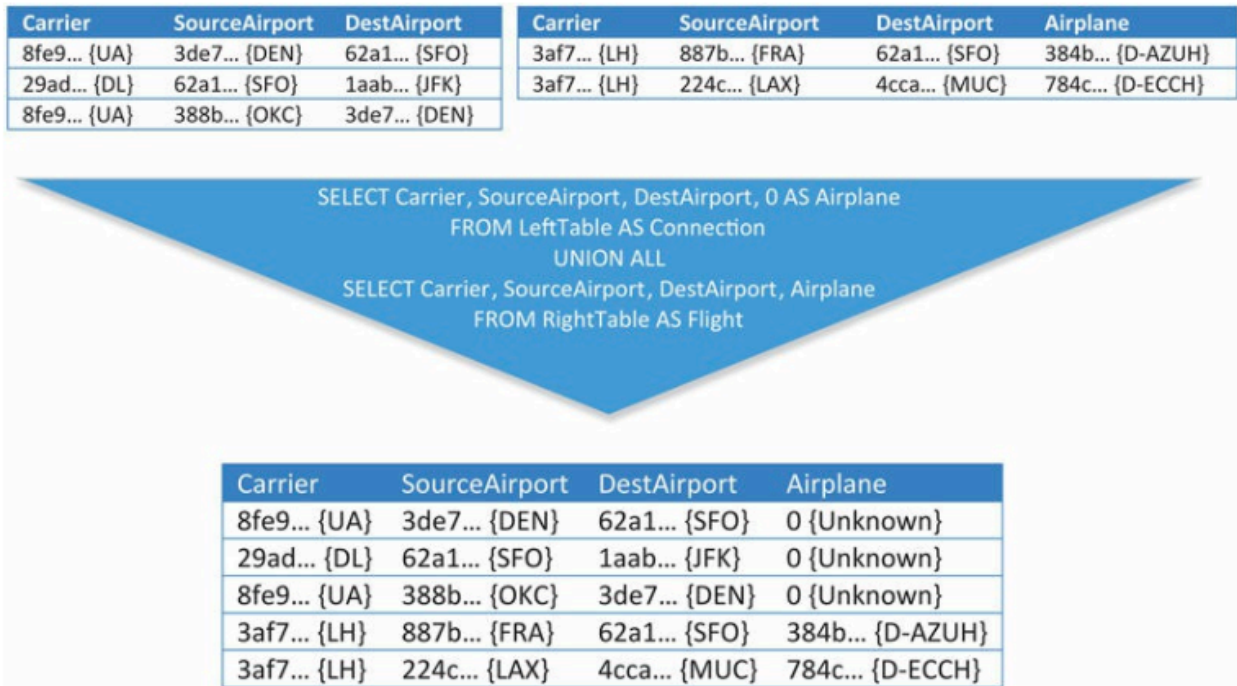 Carrier SourceAirport DestAirport
8fe9... {UA} 3de7... {DEN} 62a1... {SFO}
29ad... {DL} 62a1... {SFO} 1aab... {JFK}
8fe9... {UA} 388b... {OKC} 3de7... {DEN}
Carrier SourceAirport DestAirport Airplane
3af7... {LH} 887b... {FRA} 62a1... {SFO} 384b... {D-AZUH}
3af7... {LH} 224c... {LAX} 4cca... {MUC} 784c... {D-ECCH}
SELECT Carrier, SourceAirport, DestAirport, 0 AS Airplane
FROM LeftTable AS Connection
UNION ALL
SELECT Carrier, SourceAirport, DestAirport, Airplane
FROM RightTable AS Flight
Carrier SourceAirport DestAirport Airplane
8fe9... {UA} 3de7... {DEN} 62a1... {SFO} 0 {Unknown}
29ad... {DL} 62a1... {SFO} 1aab... {JFK} 0 {Unknown}
8fe9... {UA} 388b... {OKC} 3de7... {DEN} 0 {Unknown}
3af7... {LH} 887b... {FRA} 62a1... {SFO} 384b... {D-AZUH}
3af7... {LH} 224c... {LAX} 4cca... {MUC} 784c... {D-ECCH}